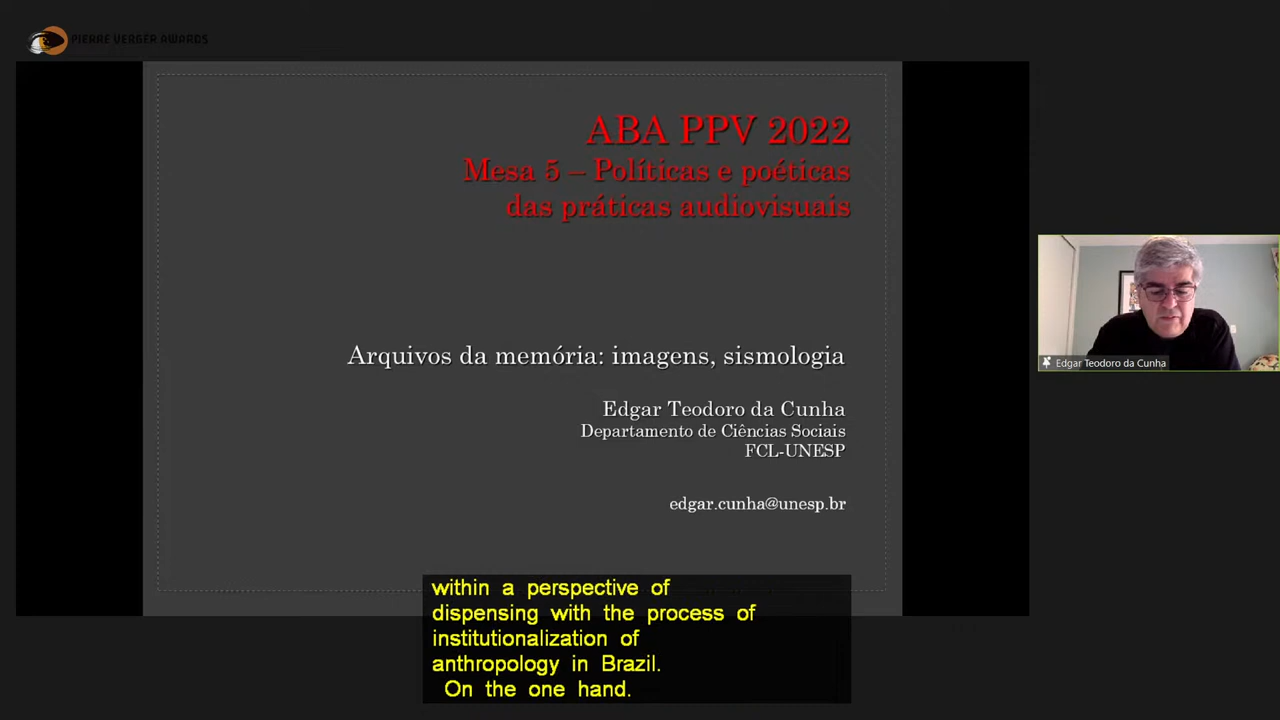 PIERRE VERGER AWARDS
ABA PPV 2022
Mesa 5 – Políticas e poéticas
das práticas audiovisuais
Arquivos da memória: imagens, sismologia
Edgar Teodoro da Cunha
Departamento de Ciências Sociais
FCL-UNESP
edgar.cunha@unesp.br
Edgar Teodoro da Cunha
within a perspective of
dispensing with the process of
institutionalization of
anthropology in Brazil.
On the one hand.